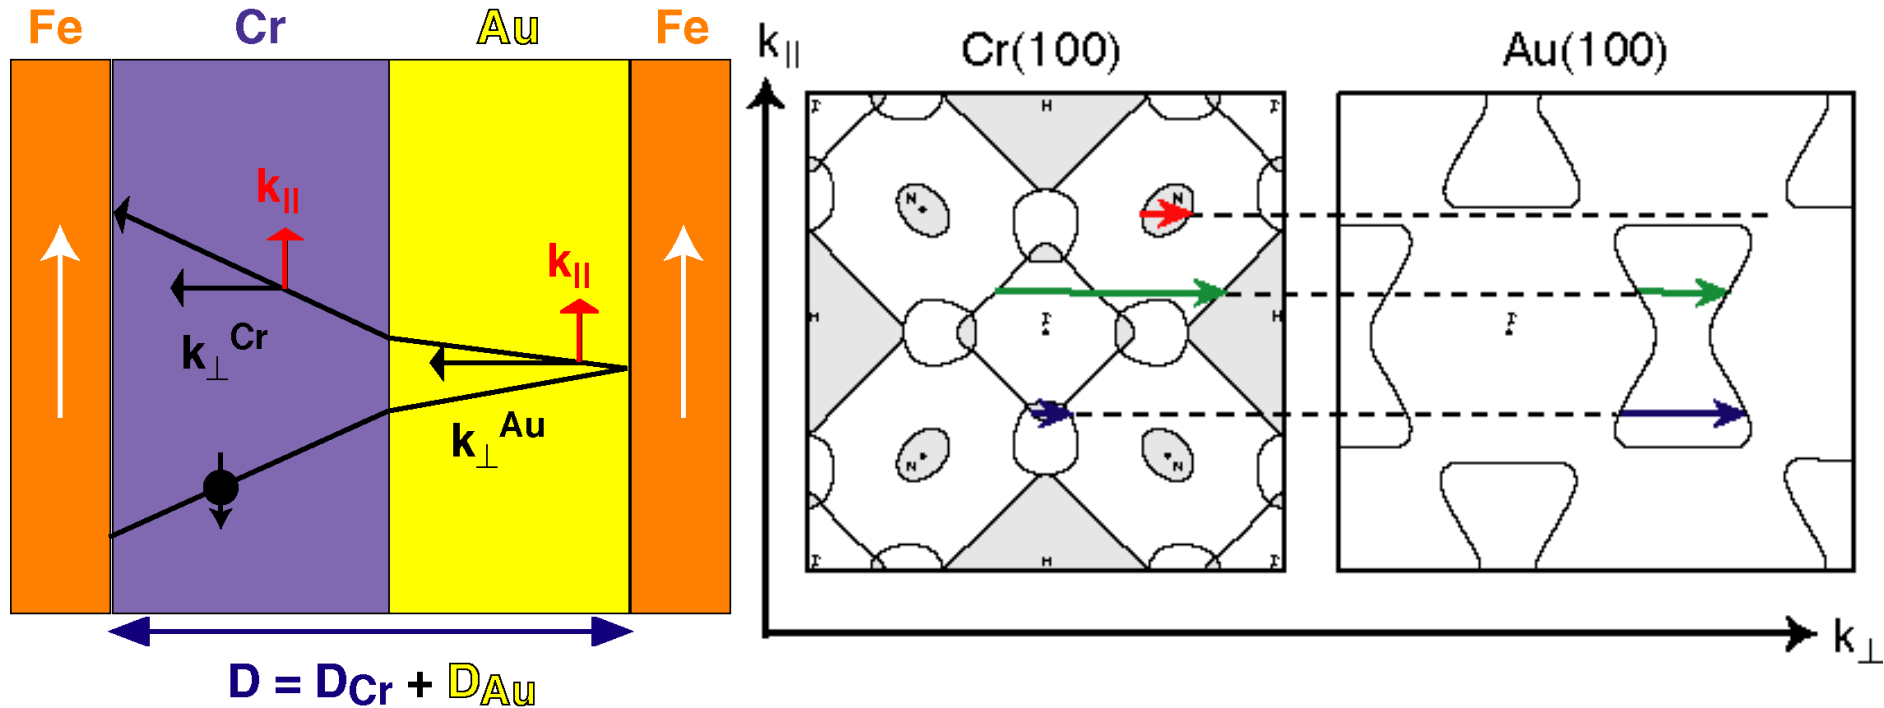 Fe Cr Au Fe
k||
k||
k⊥Cr
k⊥Au
D = DCr + DAu
k||
Cr(100) Au(100)
Γ H Γ
N N
H Γ H Γ
N N
Γ H Γ
k⊥